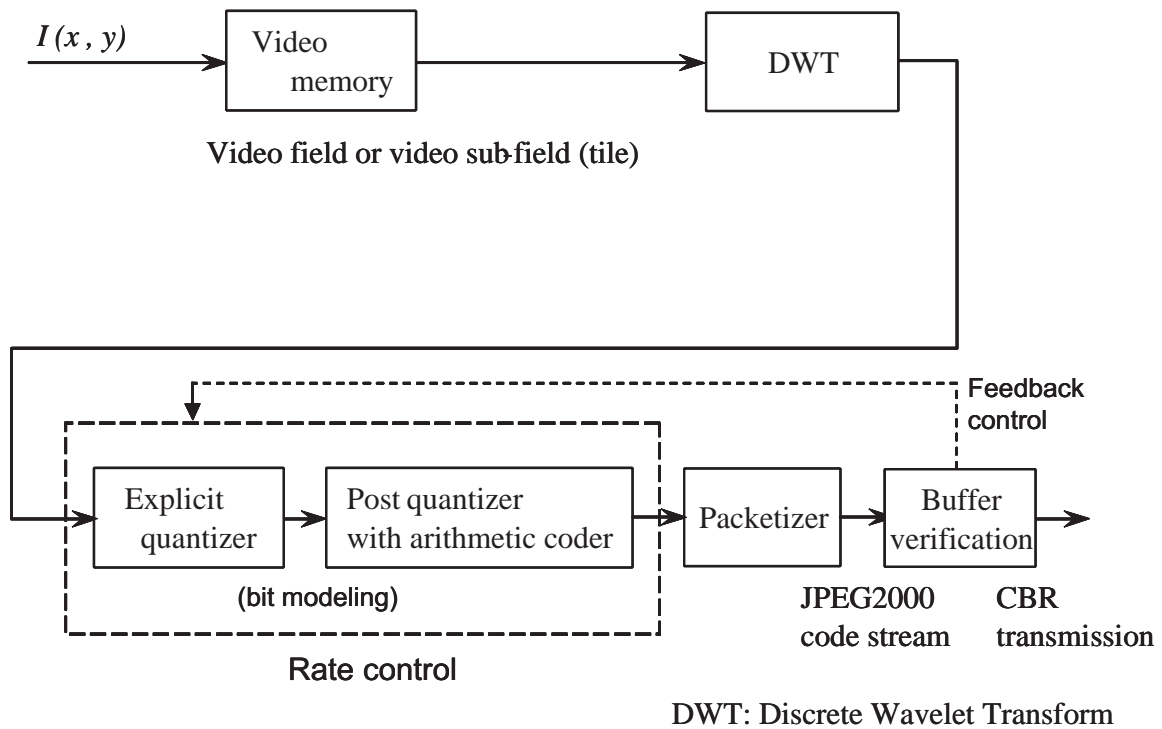 I(x, y)
Video
memory
DWT
Video field or video sub-field (tile)
Feedback
control
Explicit
quantizer
Post quantizer
with arithmetic coder
Packetizer
Buffer
verification
(bit modeling)
JPEG2000
code stream
CBR
transmission
Rate control
DWT: Discrete Wavelet Transform